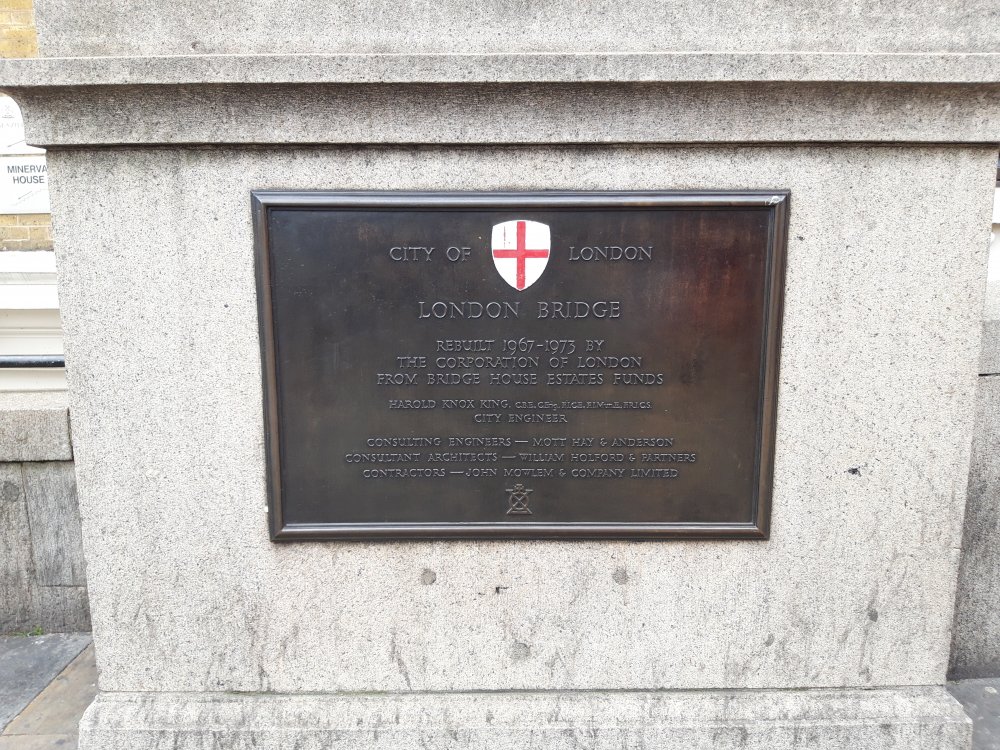 MINERVA
HOUSE
CITY OF LONDON
LONDON BRIDGE
REBUILT 1967-1973 BY
THE CORPORATION OF LONDON
FROM BRIDGE HOUSE ESTATES FUNDS
HAROLD KNOX KING, C.B.E., C.Eng., F.I.C.E., F.I.Mun.E., F.R.I.C.S.
CITY ENGINEER
CONSULTING ENGINEERS — MOTT HAY & ANDERSON
CONSULTANT ARCHITECTS — WILLIAM HOLFORD & PARTNERS
CONTRACTORS — JOHN MOWLEM & COMPANY LIMITED